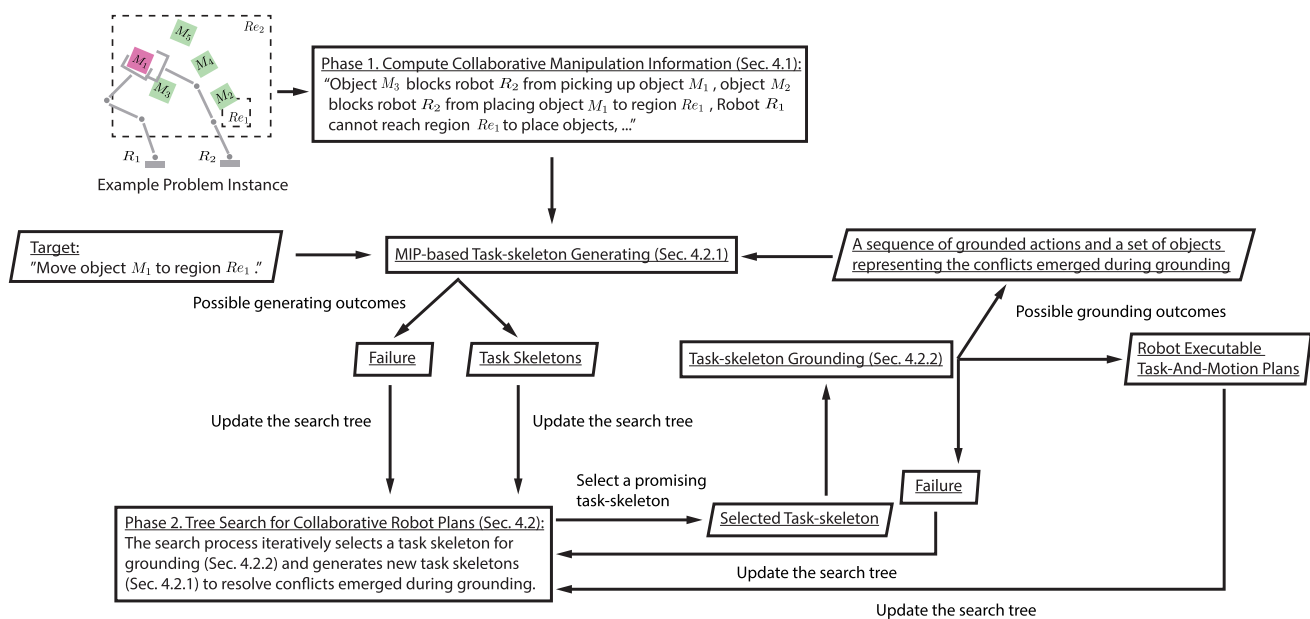 M₅
Re₂
M₁
M₄
M₃
M₂
Re₁
R₁
R₂
Example Problem Instance
Phase 1. Compute Collaborative Manipulation Information (Sec. 4.1):
"Object M₃ blocks robot R₂ from picking up object M₁ , object M₂
blocks robot R₂ from placing object M₁ to region Re₁ , Robot R₁
cannot reach region Re₁ to place objects, ..."
Target:
"Move object M₁ to region Re₁ ."
MIP-based Task-skeleton Generating (Sec. 4.2.1)
A sequence of grounded actions and a set of objects
representing the conflicts emerged during grounding
Possible generating outcomes
Possible grounding outcomes
Failure
Task Skeletons
Task-skeleton Grounding (Sec. 4.2.2)
Robot Executable
Task-And-Motion Plans
Update the search tree
Update the search tree
Select a promising
task-skeleton
Failure
Selected Task-skeleton
Phase 2. Tree Search for Collaborative Robot Plans (Sec. 4.2):
The search process iteratively selects a task skeleton for
grounding (Sec. 4.2.2) and generates new task skeletons
(Sec. 4.2.1) to resolve conflicts emerged during grounding.
Update the search tree
Update the search tree